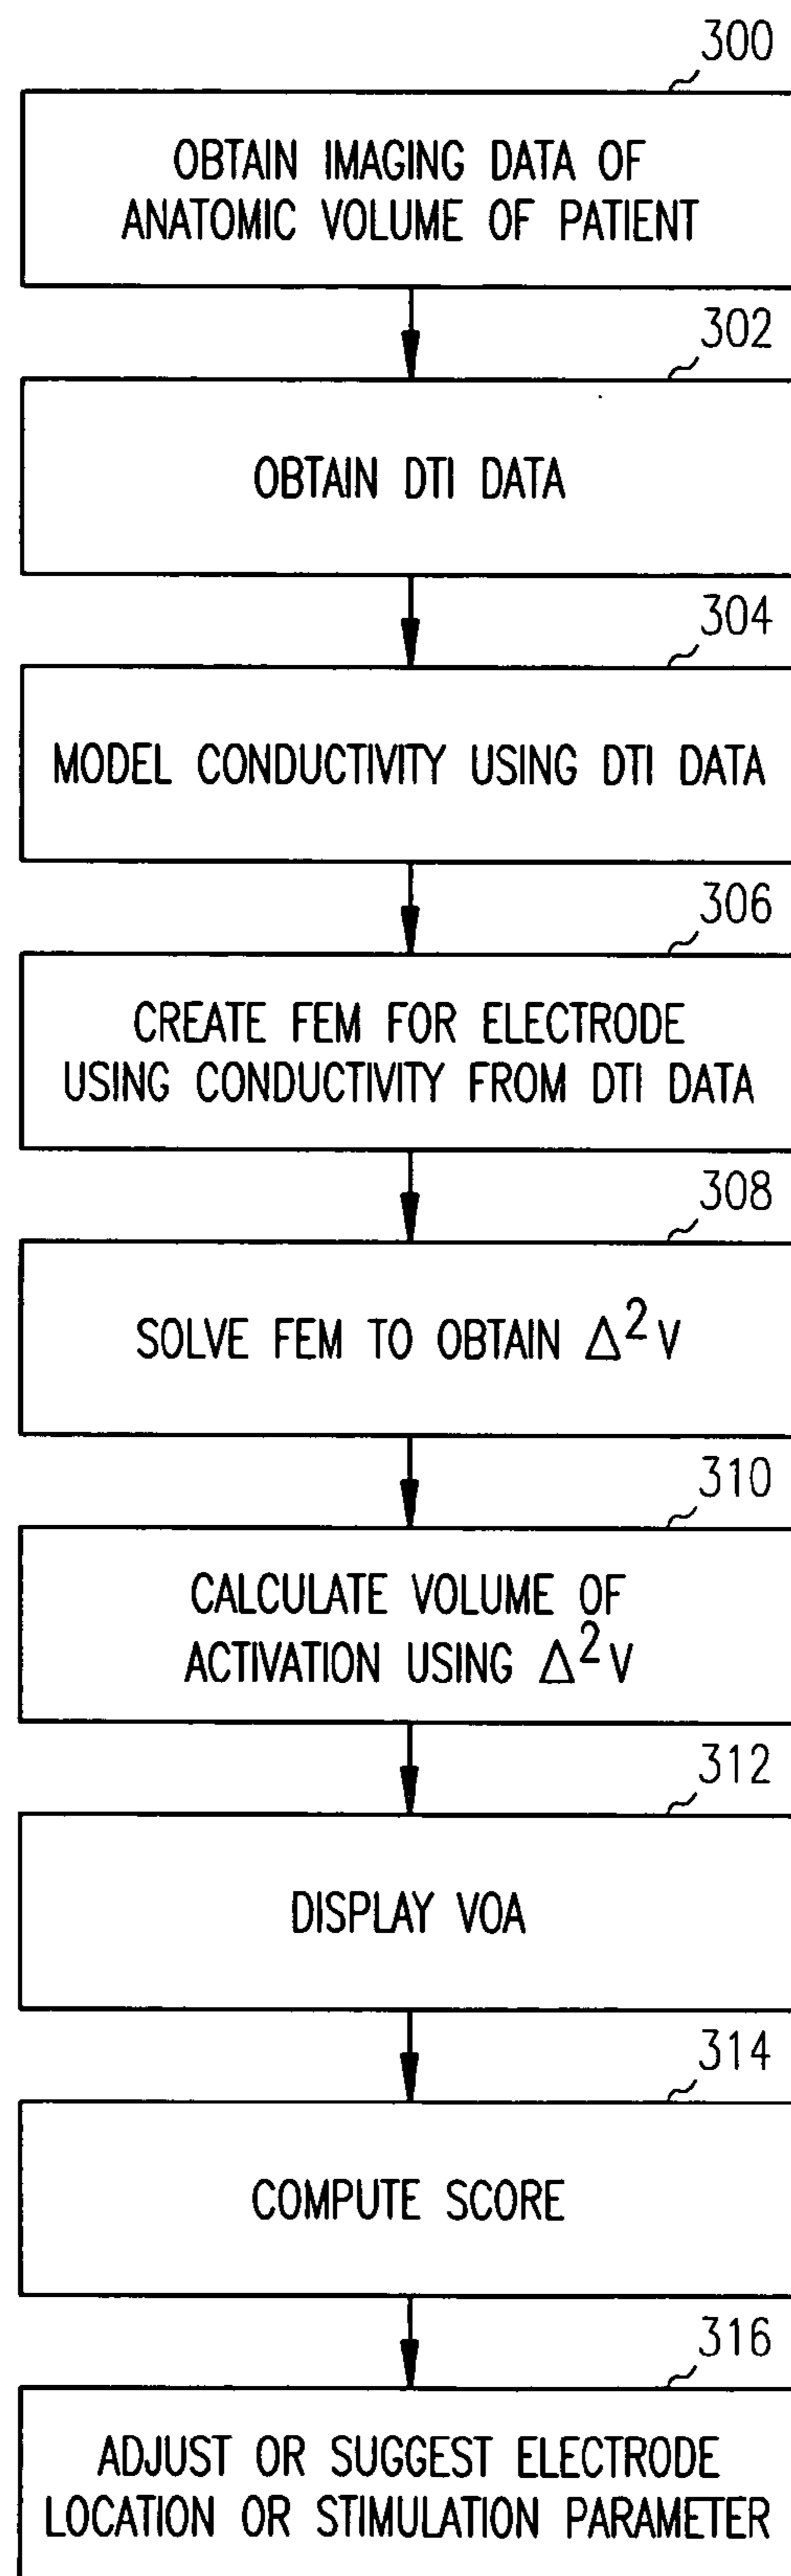 300
OBTAIN IMAGING DATA OF
ANATOMIC VOLUME OF PATIENT
302
OBTAIN DTI DATA
304
MODEL CONDUCTIVITY USING DTI DATA
306
CREATE FEM FOR ELECTRODE
USING CONDUCTIVITY FROM DTI DATA
308
SOLVE FEM TO OBTAIN Δ²V
310
CALCULATE VOLUME OF
ACTIVATION USING Δ²V
312
DISPLAY VOA
314
COMPUTE SCORE
316
ADJUST OR SUGGEST ELECTRODE
LOCATION OR STIMULATION PARAMETER